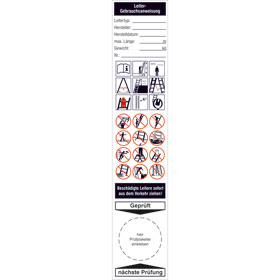 Leiter-
Gebrauchsanweisung
Leitertyp:
Hersteller:
Herstelldatum:
max. Länge: m
Gewicht: kg
Nr.:
Beschädigte Leitern sofort
aus dem Verkehr ziehen!
Geprüft
hier
Prüfplakette
einkleben
nächste Prüfung